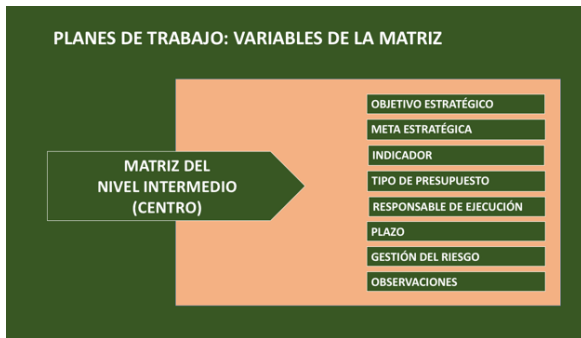 PLANES DE TRABAJO: VARIABLES DE LA MATRIZ
MATRIZ DEL
NIVEL INTERMEDIO
(CENTRO)
OBJETIVO ESTRATÉGICO
META ESTRATÉGICA
INDICADOR
TIPO DE PRESUPUESTO
RESPONSABLE DE EJECUCIÓN
PLAZO
GESTIÓN DEL RIESGO
OBSERVACIONES